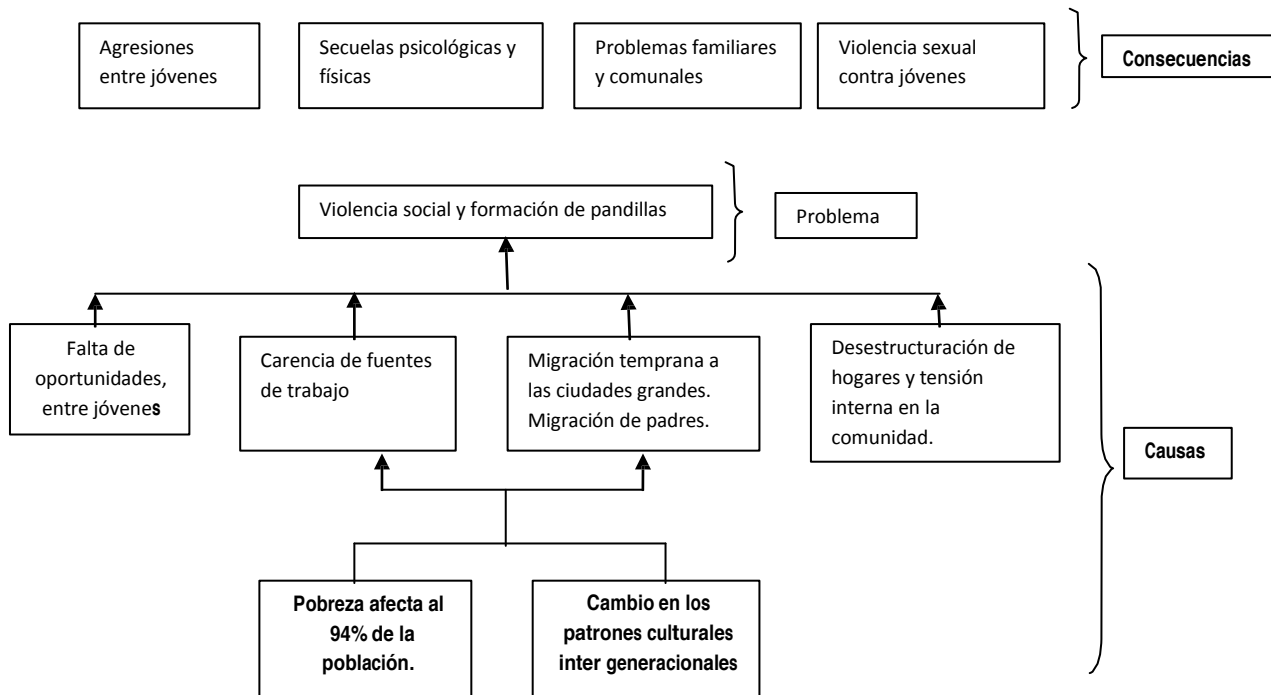 Agresiones
entre jóvenes
Secuelas psicológicas y
físicas
Problemas familiares
y comunales
Violencia sexual
contra jóvenes
Consecuencias
Violencia social y formación de pandillas
Problema
Falta de
oportunidades,
entre jóvenes
Carencia de fuentes
de trabajo
Migración temprana a
las ciudades grandes.
Migración de padres.
Desestructuración de
hogares y tensión
interna en la
comunidad.
Causas
Pobreza afecta al
94% de la
población.
Cambio en los
patrones culturales
inter generacionales